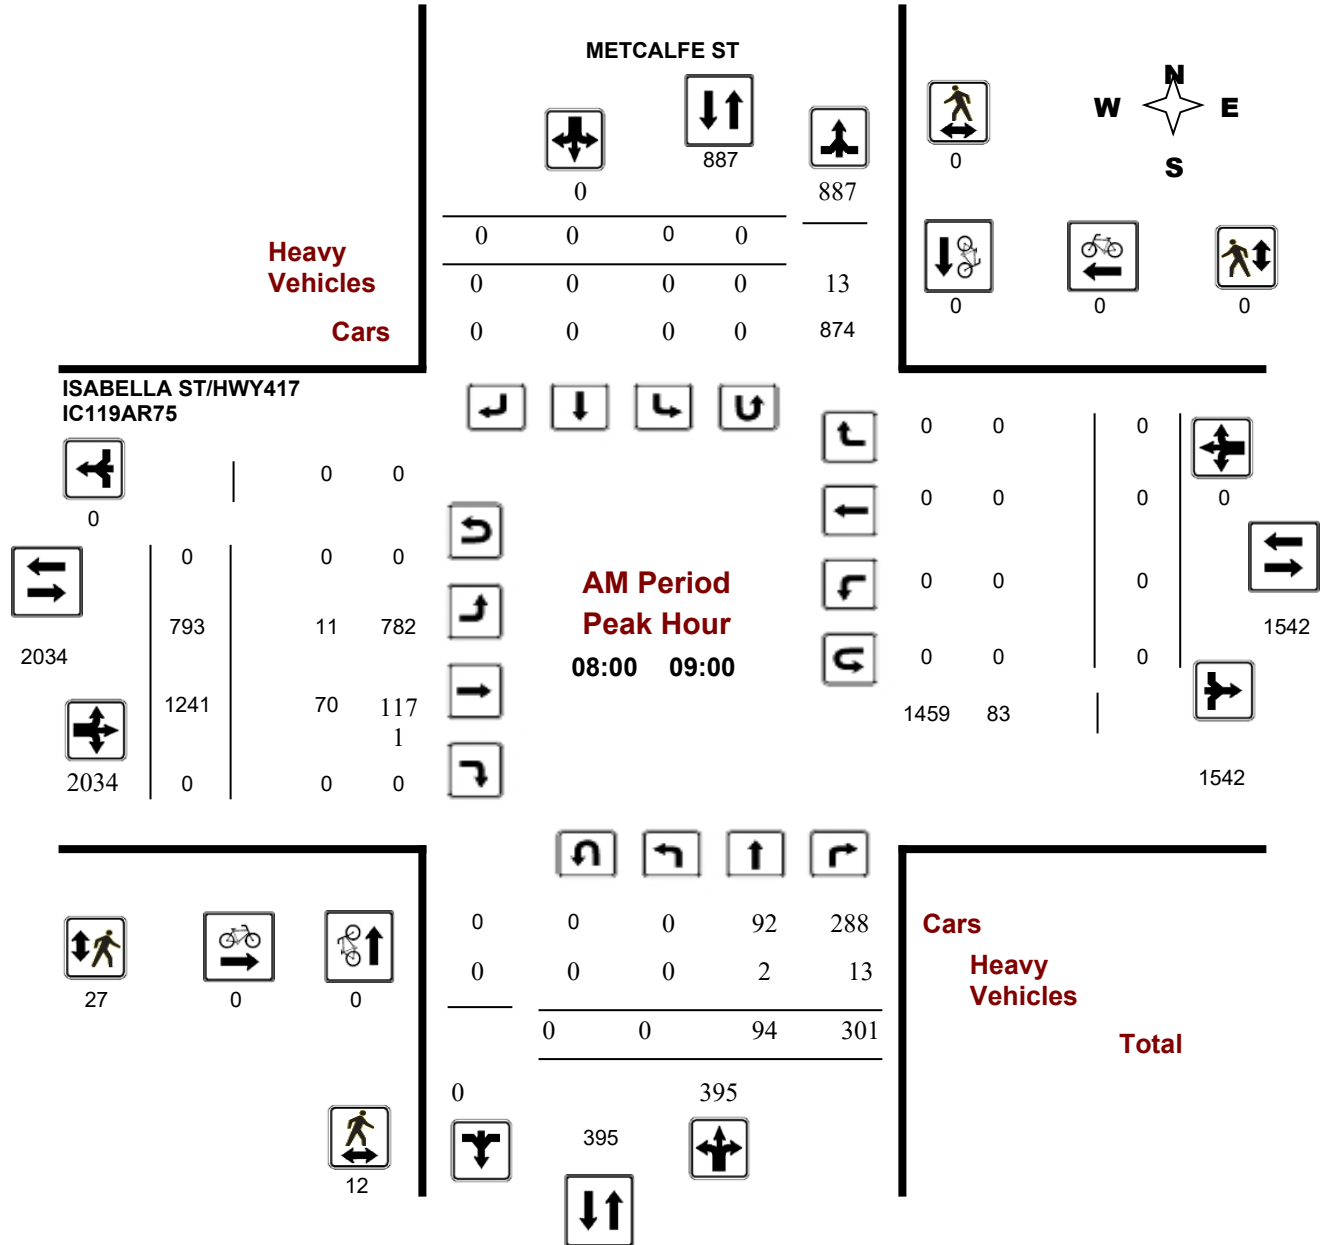 METCALFE ST
N
W E
S
887
0
887
0
0 0 0 0
Heavy
Vehicles
0 0 0 0 13
0 0 0
Cars
0 0 0 0 874
ISABELLA ST/HWY417
IC119AR75
0 0 0
0 0
0 0 0 0
0
0 0 0
AM Period
0 0 0
Peak Hour
793 11 782
1542
2034
08:00 09:00
0 0 0
1241 70 117
1
1459 83
2034 0 0 0
1542
0 0 0 92 288
Cars
0 0 0 2 13
Heavy
Vehicles
27 0 0
0 0 94 301
Total
0 395
395
12